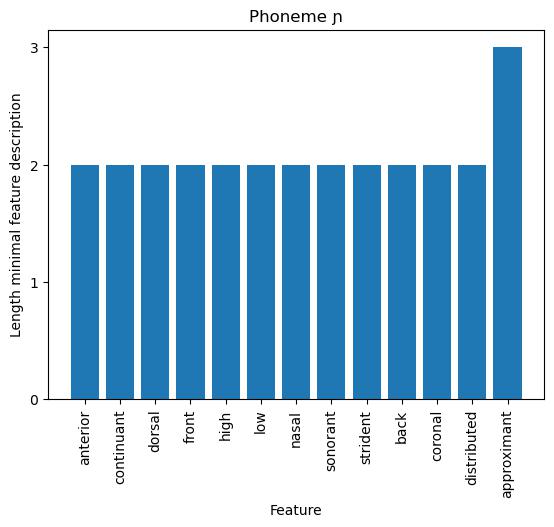 Phoneme ɲ
Length minimal feature description
3
2
1
0
anterior
continuant
dorsal
front
high
low
nasal
sonorant
strident
back
coronal
distributed
approximant
Feature